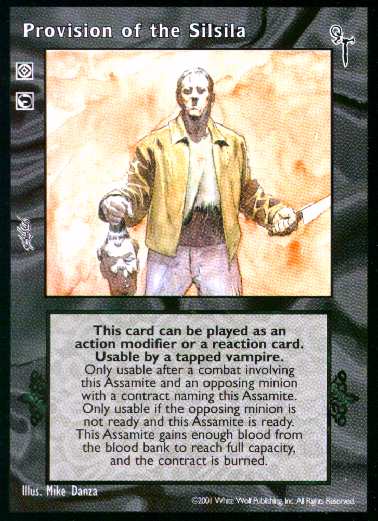 Provision of the Silsila
This card can be played as an
action modifier or a reaction card.
Usable by a tapped vampire.
Only usable after a combat involving
this Assamite and an opposing minion
with a contract naming this Assamite.
Only usable if the opposing minion is
not ready and this Assamite is ready.
This Assamite gains enough blood from
the blood bank to reach full capacity,
and the contract is burned.
Illus. Mike Danza
©2001 White Wolf Publishing, Inc. All Rights Reserved.